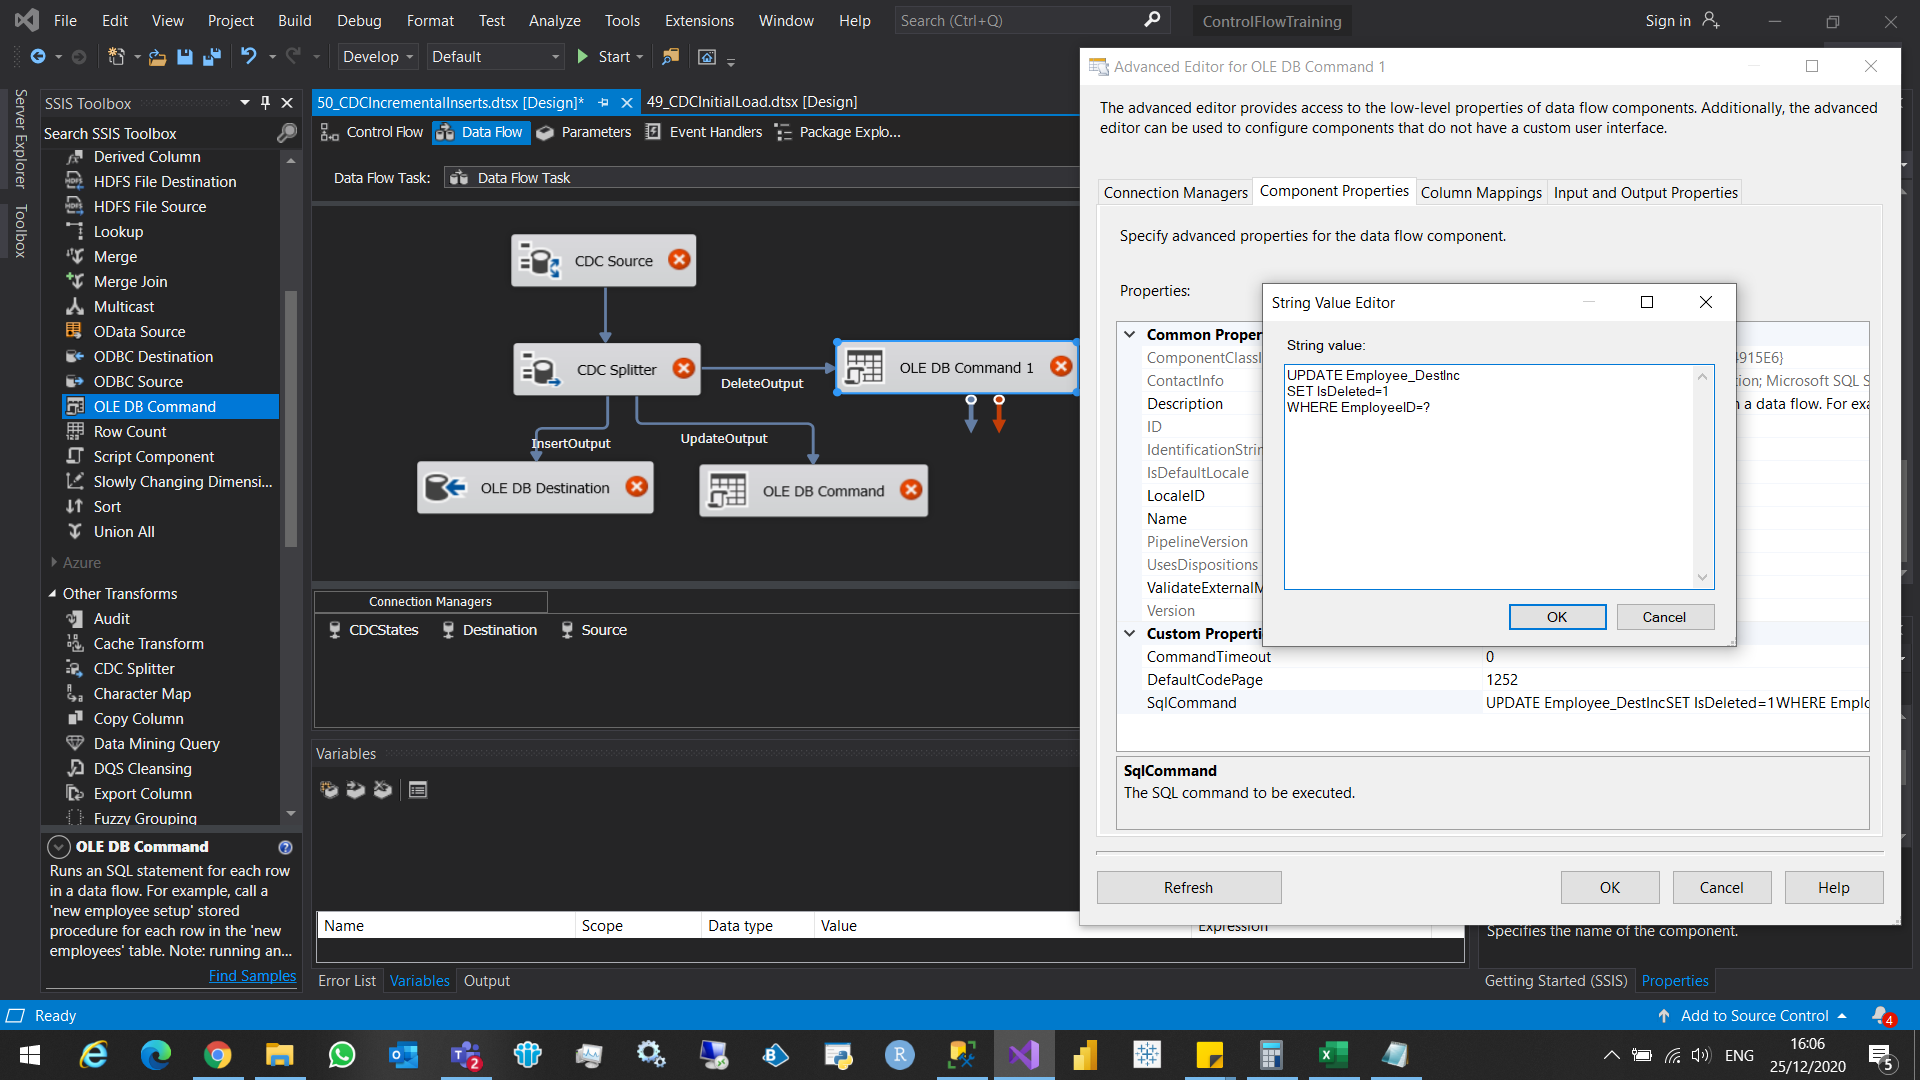 File Edit View Project Build Debug Format Test Analyze Tools Extensions Window Help Search (Ctrl+Q) ControlFlowTraining Sign in
Develop Default Start
Server Explorer
Toolbox
SSIS Toolbox
Search SSIS Toolbox
Derived Column
HDFS File Destination
HDFS File Source
Lookup
Merge
Merge Join
Multicast
OData Source
ODBC Destination
ODBC Source
OLE DB Command
Row Count
Script Component
Slowly Changing Dimensi...
Sort
Union All
Azure
Other Transforms
Audit
Cache Transform
CDC Splitter
Character Map
Copy Column
Data Mining Query
DQS Cleansing
Export Column
Fuzzy Grouping
OLE DB Command
Runs an SQL statement for each row
in a data flow. For example, call a
'new employee setup' stored
procedure for each row in the 'new
employees' table. Note: running an...
Find Samples
50_CDCIncrementalInserts.dtsx [Design]* 49_CDCInitialLoad.dtsx [Design]
Control Flow Data Flow Parameters Event Handlers Package Explo...
Data Flow Task: Data Flow Task
CDC Source
CDC Splitter
DeleteOutput
OLE DB Command 1
InsertOutput
UpdateOutput
OLE DB Destination
OLE DB Command
Connection Managers
CDCStates Destination Source
Variables
Name Scope Data type Value Expression
Error List Variables Output
Advanced Editor for OLE DB Command 1
The advanced editor provides access to the low-level properties of data flow components. Additionally, the advanced
editor can be used to configure components that do not have a custom user interface.
Connection Managers Component Properties Column Mappings Input and Output Properties
Specify advanced properties for the data flow component.
Properties:
Common Proper
ComponentClassI 4915E6}
ContactInfo tion; Microsoft SQL S
Description n a data flow. For exa
ID
IdentificationStrin
IsDefaultLocale
LocaleID
Name
PipelineVersion
UsesDispositions
ValidateExternalM
Version
Custom Properti
CommandTimeout 0
DefaultCodePage 1252
SqlCommand UPDATE Employee_DestIncSET IsDeleted=1WHERE Emplo
String Value Editor
String value:
UPDATE Employee_DestInc
SET IsDeleted=1
WHERE EmployeeID=?
OK Cancel
SqlCommand
The SQL command to be executed.
Refresh OK Cancel Help
Specifies the name of the component.
Getting Started (SSIS) Properties
Ready Add to Source Control 4
2 ENG 16:06
25/12/2020 5